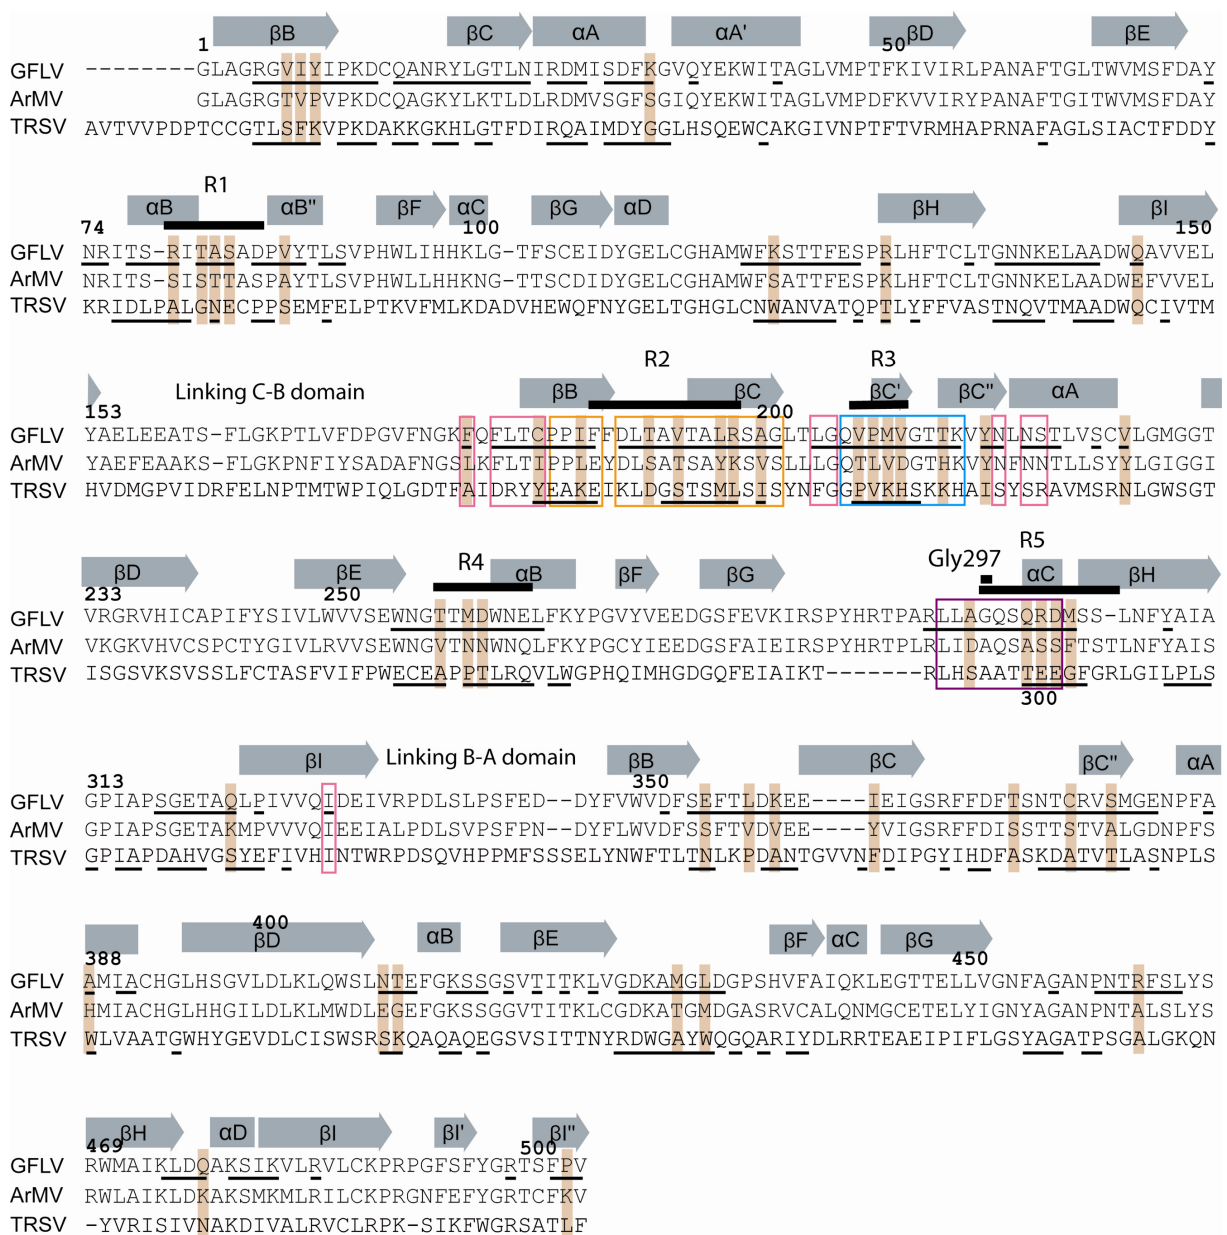 βB βC αA αA' βD βE
1 50
GFLV --------GLAGRGVIYIPKDCQANRYLGTLNIRDMISDFKGVQYEKWITAGLVMPTFKIVIRLPANAFTGLTWVMSFDAY
ArMV GLAGRGTVPVPKDCQAGKYLKTLDLRDMVSGFSGIQYEKWITAGLVMPDFKVVIRYPANAFTGITWVMSFDAY
TRSV AVTVVPDPTCCGTLSFKVPKDAKKGKHLGTFDIRQAIMDYGGLHSQEWCAKGIVNPTFTVRMHAPRNAFAGLSIACTFDDY
αB R1 αB" βF αC βG αD βH βI
74 100 150
GFLV NRITS-RITASADPVYTLSVPHWLIHHKLG-TFSCEIDYGELCGHAMWFKSTTFESPRLHFTCLTGNNKELAADWQAVVEL
ArMV NRITS-SISTTASPAYTLSVPHWLLHHKNG-TTSCDIDYGELCGHAMWFSATTFESPKLHFTCLTGNNKELAADWEFVVEL
TRSV KRIDLPALGNECPPSEMFELPTKVFMLKDADVHEWQFNYGELTGHGLCNWANVATQPTLYFFVASTNQVTMAADWQCIVTM
Linking C-B domain βB R2 βC R3 βC' βC" αA
153 200
GFLV YAELEEATS-FLGKPTLVFDPGVFNGKFQFLTCPPIFFDLTAVTALRSAGLTLGQVPMVGTTKVYNLNSTLVSCVLGMGGT
ArMV YAEFEAAKS-FLGKPNFIYSADAFNGSLKFLTIPPLEYDLSATSAYKSVSLLLGQTLVDGTHKVYNFNNTLLSYYLGIGGI
TRSV HVDMGPVIDRFELNPTMTWPIQLGDTFAIDRYYEAKEIKLDGSTSMLSISYNFGGPVKHSKKHAISYSRAVMSRNLGWSGT
βD βE R4 αB βF βG Gly297 R5 αC βH
233 250
GFLV VRGRVHICAPIFYSIVLWVVSEWNGTTMDWNELFKYPGVYVEEDGSFEVKIRSPYHRTPARLLAGQSQRDMSS-LNFYAIA
ArMV VKGKVHVCSPCTYGIVLRVVSEWNGVTNNWNQLFKYPGCYIEEDGSFAIEIRSPYHRTPLRLIDAQSASSFTSTLNFYAIS
TRSV ISGSVKSVSSLFCTASFVIFPWECEAPPTLRQVLWGPHQIMHGDGQFEIAIKT-------RLHSAATTEEGFGRLGILPLS
300
βI Linking B-A domain βB βC βC" αA
313 350
GFLV GPIAPSGETAQLPIVVQIDEIVRPDLSLPSFED--DYFVWVDFSEFTLDKEE----IEIGSRFFDFTSNTCRVSMGENPFA
ArMV GPIAPSGETAKMPVVVQIEEIALPDLSVPSFPN--DYFLWVDFSSFTVDVEE----YVIGSRFFDISSTTSTVALGDNPFS
TRSV GPIAPDAHVGSYEFIVHINTWRPDSQVHPPMFSSSELYNWFTLTNLKPDANTGVVNFDIPGYIHDFASKDATVTLASNPLS
388 400
βD αB βE βF αC βG
450
GFLV AMIACHGLHSGVLDLKLQWSLNTEFGKSSGSVTITKLVGDKAMGLDGPSHVFAIQKLEGTTELLVGNFAGANPNTRFSLYS
ArMV HMIACHGLHHGILDLKLMWDLEGEFGKSSGGVTITKLCGDKATGMDGASRVCALQNMGCETELYIGNYAGANPNTALSLYS
TRSV WLVAATGWHYGEVDLCISWSRSKQAQAQEGSVSITTNYRDWGAYWQGQARIYDLRRTEAEIPIFLGSYAGATPSGALGKQN
βH αD βI βI' βI"
469 500
GFLV RWMAIKLDQAKSIKVLRVLCKPRPGFSFYGRTSFPV
ArMV RWLAIKLDKAKSMKMLRILCKPRGNFEFYGRTCFKV
TRSV -YVRISIVNAKDIVALRVCLRPK-SIKFWGRSATLF